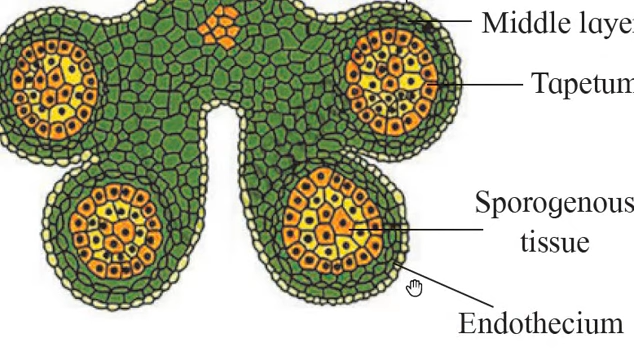 Middle layer
Tapetum
Sporogenous
tissue
Endothecium